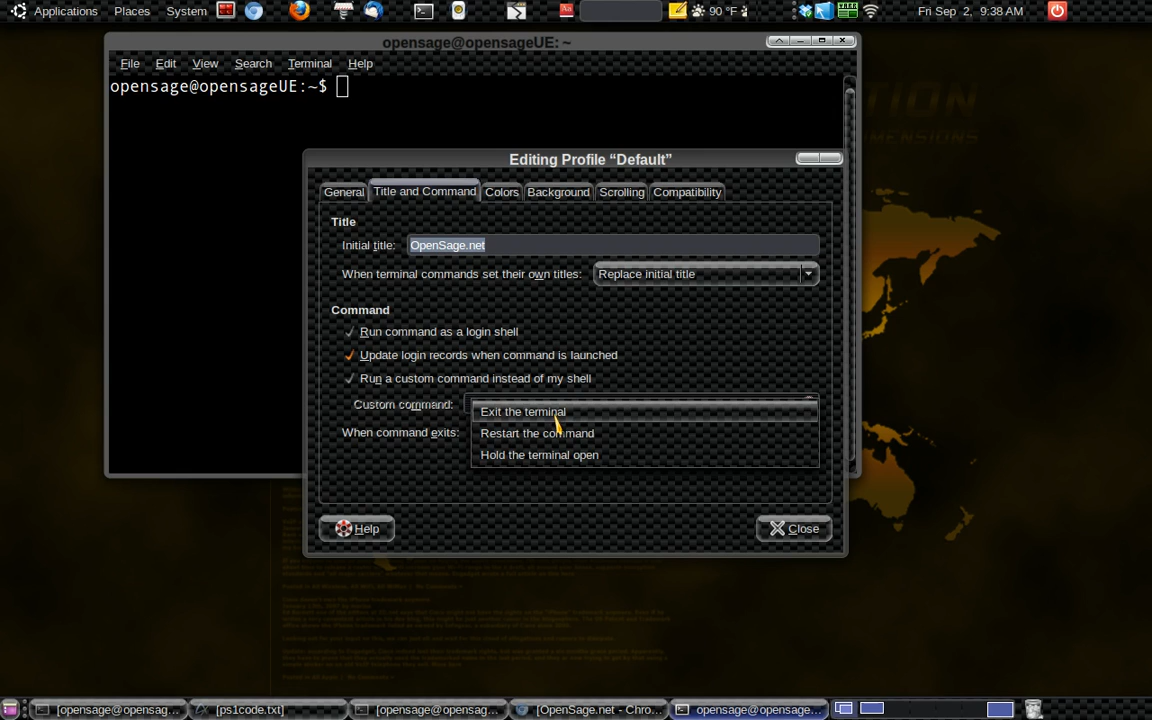 Applications Places System 90 °F Fri Sep 2, 9:38 AM
opensage@opensageUE: ~
File Edit View Search Terminal Help
opensage@opensageUE:~$
Editing Profile “Default”
General Title and Command Colors Background Scrolling Compatibility
Title
Initial title: OpenSage.net
When terminal commands set their own titles: Replace initial title
Command
Run command as a login shell
Update login records when command is launched
Run a custom command instead of my shell
Custom command:
When command exits:
Exit the terminal
Restart the command
Hold the terminal open
Help Close
[opensage@opensag... [ps1code.txt] [opensage@opensag... [OpenSage.net - Chro... opensage@opensage...